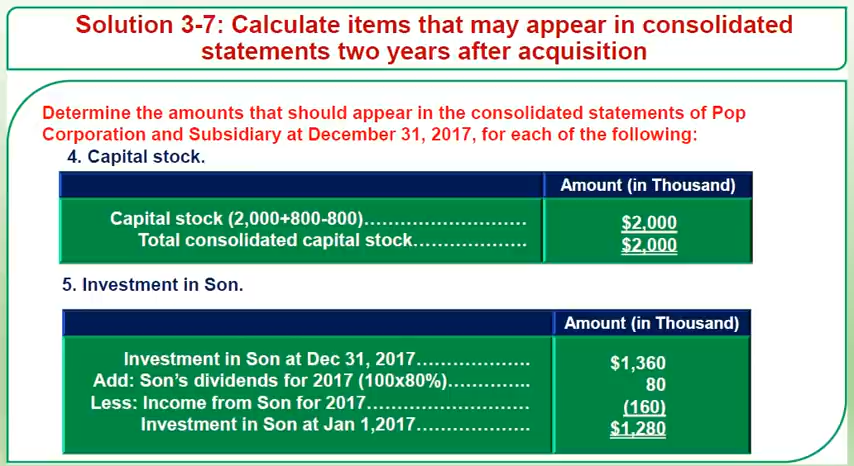 Solution 3-7: Calculate items that may appear in consolidated
statements two years after acquisition
Determine the amounts that should appear in the consolidated statements of Pop
Corporation and Subsidiary at December 31, 2017, for each of the following:
4. Capital stock.
Amount (in Thousand)
Capital stock (2,000+800-800)........................... $2,000
Total consolidated capital stock................... $2,000
5. Investment in Son.
Amount (in Thousand)
Investment in Son at Dec 31, 2017................... $1,360
Add: Son's dividends for 2017 (100x80%).............. 80
Less: Income from Son for 2017........................... (160)
Investment in Son at Jan 1,2017................... $1,280